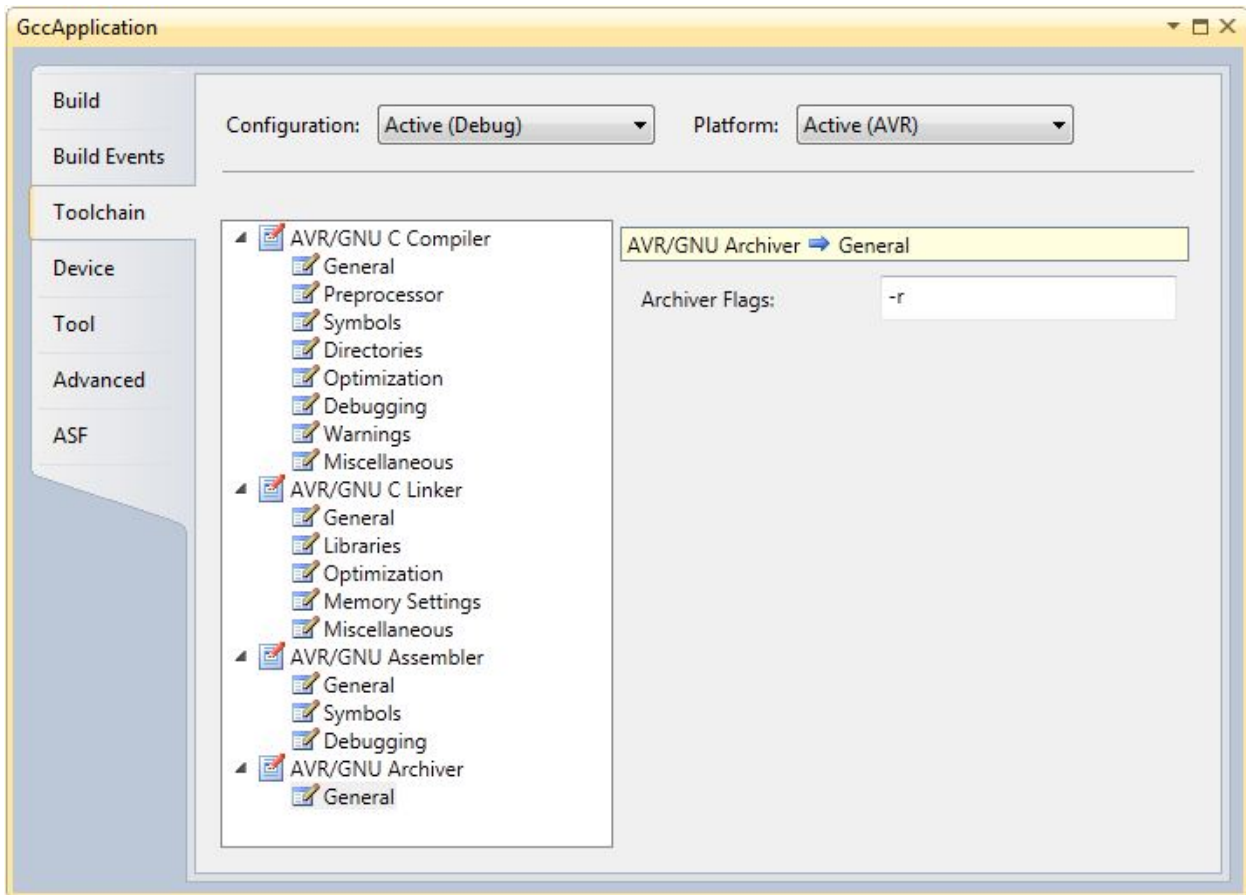 GccApplication
Build
Build Events
Toolchain
Device
Tool
Advanced
ASF
Configuration: Active (Debug) Platform: Active (AVR)
AVR/GNU C Compiler
General
Preprocessor
Symbols
Directories
Optimization
Debugging
Warnings
Miscellaneous
AVR/GNU C Linker
General
Libraries
Optimization
Memory Settings
Miscellaneous
AVR/GNU Assembler
General
Symbols
Debugging
AVR/GNU Archiver
General
AVR/GNU Archiver ➡ General
Archiver Flags: -r